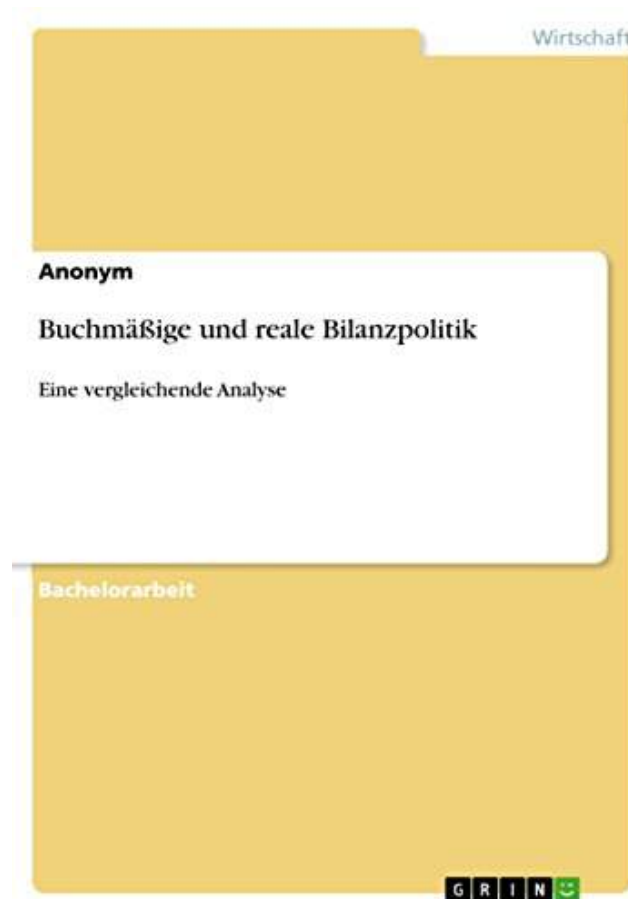 Wirtschaft
Anonym
Buchmäßige und reale Bilanzpolitik
Eine vergleichende Analyse
Bachelorarbeit
GRIN